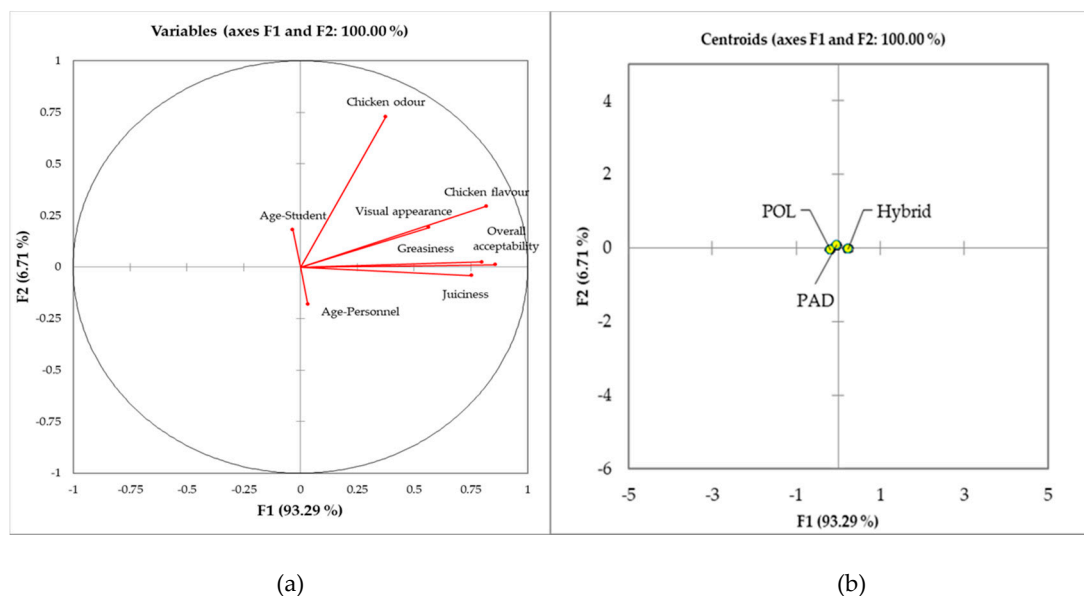 Variables (axes F1 and F2: 100.00 %)
1
0.75
0.5
0.25
0
-0.25
-0.5
-0.75
-1
F2 (6.71 %)
Chicken odour
Chicken flavour
Visual appearance
Age-Student
Overall
acceptability
Greasiness
Juiciness
Age-Personnel
-1 -0.75 -0.5 -0.25 0 0.25 0.5 0.75 1
F1 (93.29 %)
(a)
Centroids (axes F1 and F2: 100.00 %)
4
2
0
-2
-4
-6
F2 (6.71 %)
POL
Hybrid
PAD
-5 -3 -1 1 3 5
F1 (93.29 %)
(b)